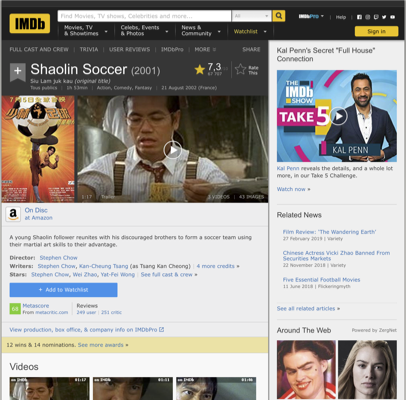 IMDb
Find Movies, TV shows, Celebrities and more...
All
IMDbPro
Help
Movies, TV & Showtimes
Celebs, Events & Photos
News & Community
Watchlist
Sign in
FULL CAST AND CREW | TRIVIA | USER REVIEWS | IMDbPro | MORE
SHARE
Shaolin Soccer (2001)
Siu Lam juk kau (original title)
Tous publics | 1h 53min | Action, Comedy, Fantasy | 21 August 2002 (France)
7,3
Rate This
1:17
2 VIDEOS | 43 IMAGES
On Disc
at Amazon
A young Shaolin follower reunites with his discouraged brothers to form a soccer team using
their martial art skills to their advantage.
Director: Stephen Chow
Writers: Stephen Chow, Kan-Cheung Tsang (as Tsang Kan Cheong) | 4 more credits »
Stars: Stephen Chow, Wei Zhao, Yat-Fei Wong | See full cast & crew »
+ Add to Watchlist
Metascore
From metacritic.com
Reviews
249 user | 251 critic
View production, box office, & company info on IMDbPro
12 wins & 14 nominations. See more awards »
Videos
Kal Penn's Secret "Full House"
Connection
THE IMDb SHOW
TAKE 5
KAL PENN
Kal Penn reveals the details, and a whole lot
more, in our Take 5 Challenge.
Watch now »
Related News
Film Review: 'The Wandering Earth'
27 February 2019 | Variety
Chinese Actress Vicki Zhao Banned From
Securities Markets
22 November 2018 | Variety
Five Essential Football Movies
11 June 2018 | Flickeringmyth
See all related articles »
Around The Web
Powered by ZergNet